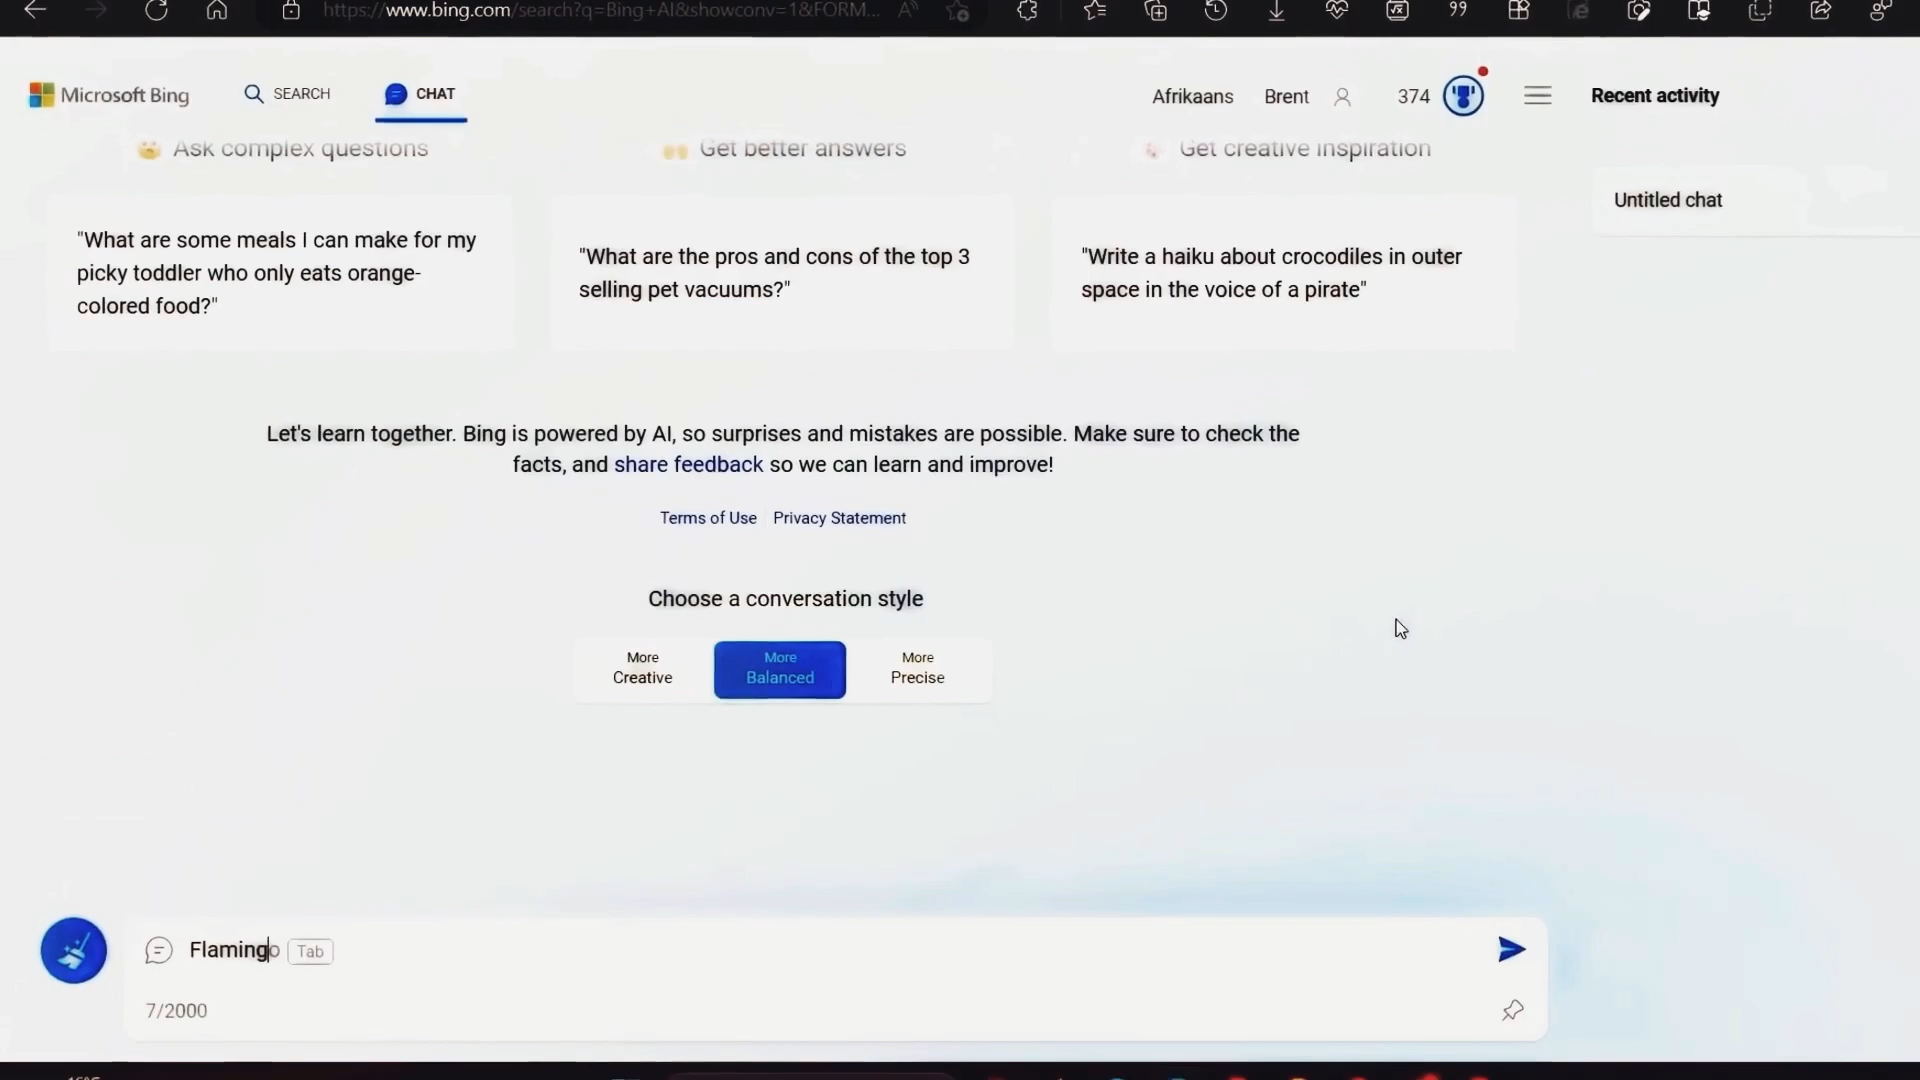 https://www.bing.com/search?q=Bing+AI&showconv=1&FORM...
Microsoft Bing
SEARCH
CHAT
Afrikaans
Brent
374
Recent activity
Ask complex questions
Get better answers
Get creative inspiration
Untitled chat
"What are some meals I can make for my
picky toddler who only eats orange-
colored food?"
"What are the pros and cons of the top 3
selling pet vacuums?"
"Write a haiku about crocodiles in outer
space in the voice of a pirate"
Let's learn together. Bing is powered by AI, so surprises and mistakes are possible. Make sure to check the
facts, and share feedback so we can learn and improve!
Terms of Use
Privacy Statement
Choose a conversation style
More
Creative
More
Balanced
More
Precise
Flamingo
Tab
7/2000